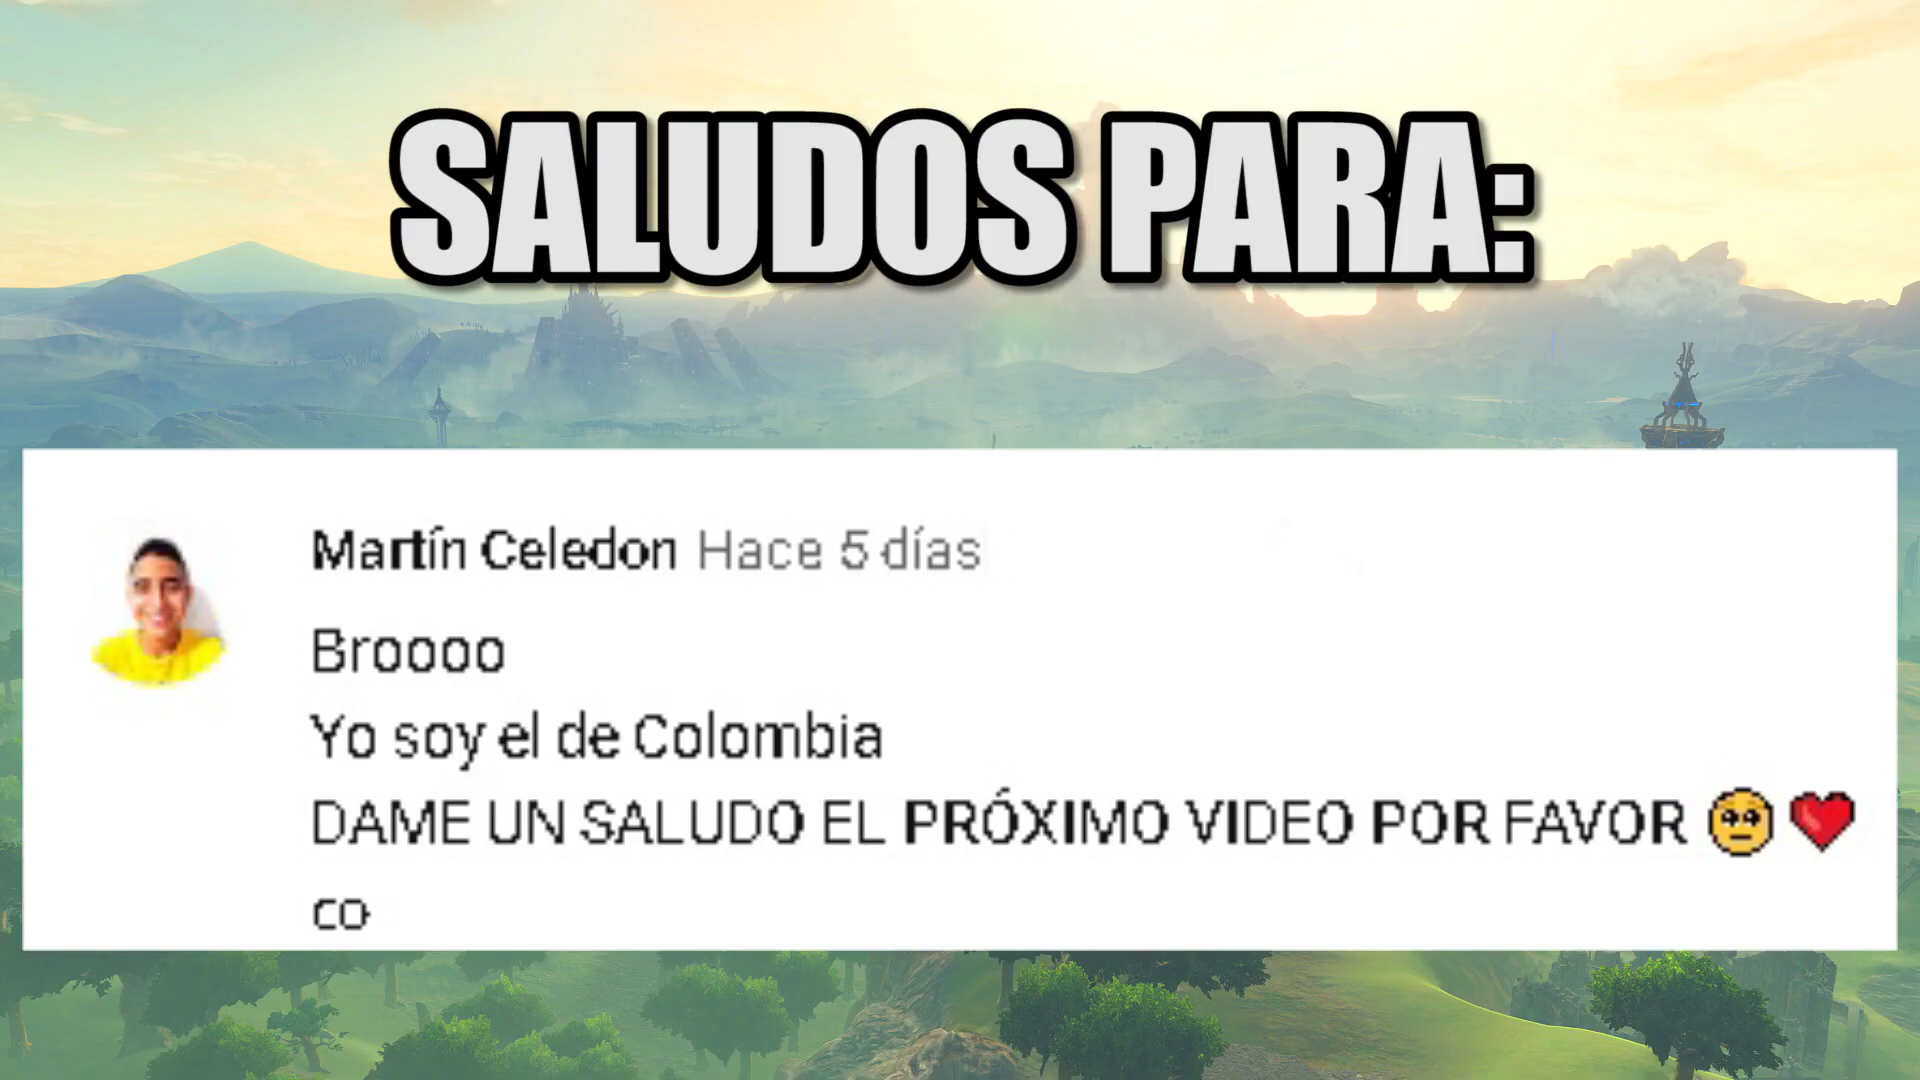 SALUDOS PARA:
Martín Celedon Hace 5 días
Broooo
Yo soy el de Colombia
DAME UN SALUDO EL PRÓXIMO VIDEO POR FAVOR 🥺❤️
co